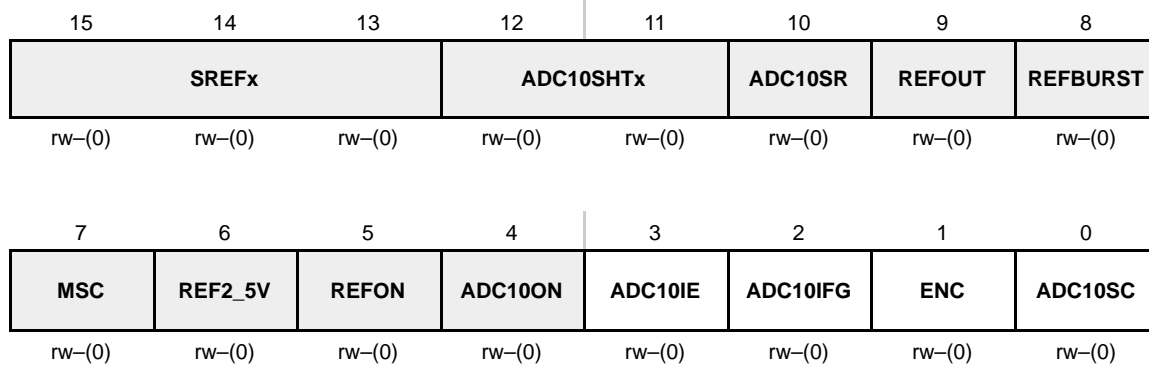 15 14 13 12 11 10 9 8
SREFx ADC10SHTx ADC10SR REFOUT REFBURST
rw–(0) rw–(0) rw–(0) rw–(0) rw–(0) rw–(0) rw–(0) rw–(0)
7 6 5 4 3 2 1 0
MSC REF2_5V REFON ADC10ON ADC10IE ADC10IFG ENC ADC10SC
rw–(0) rw–(0) rw–(0) rw–(0) rw–(0) rw–(0) rw–(0) rw–(0)